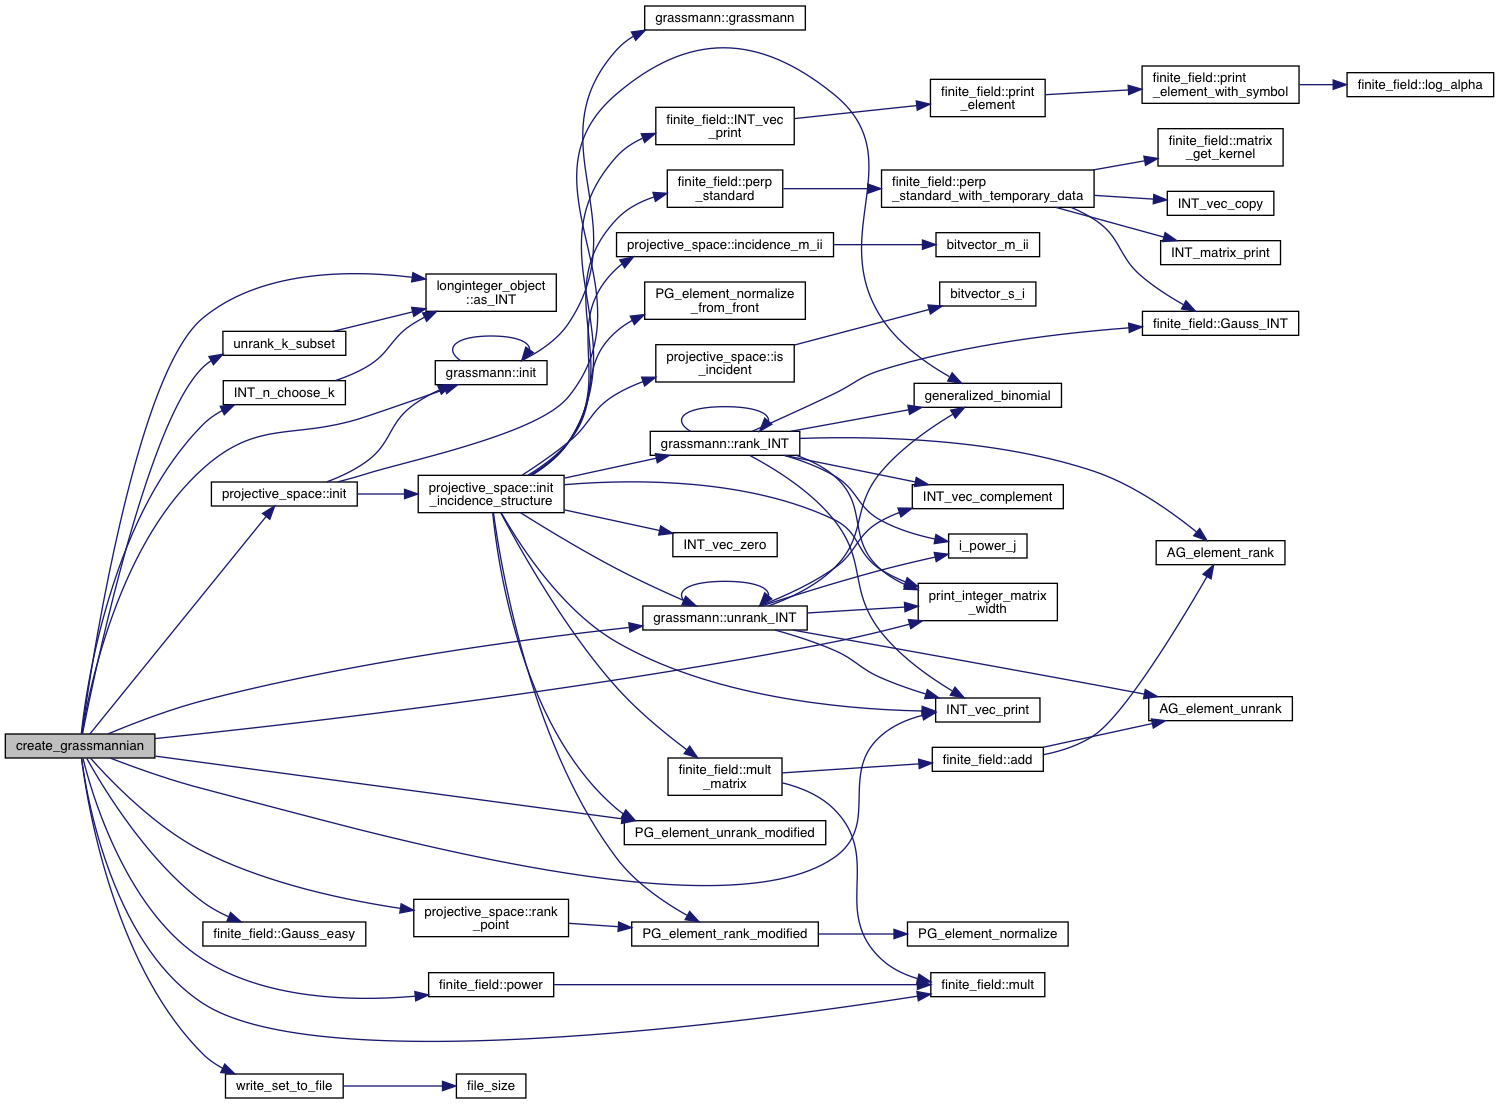 grassmann::grassmann
finite_field::print
_element_with_symbol
finite_field::log_alpha
finite_field::print
_element
finite_field::INT_vec
_print
finite_field::matrix
_get_kernel
finite_field::perp
_standard
finite_field::perp
_standard_with_temporary_data
INT_vec_copy
projective_space::incidence_m_ii
bitvector_m_ii
INT_matrix_print
longinteger_object
::as_INT
PG_element_normalize
_from_front
bitvector_s_i
finite_field::Gauss_INT
unrank_k_subset
grassmann::init
projective_space::is
_incident
INT_n_choose_k
generalized_binomial
grassmann::rank_INT
projective_space::init
projective_space::init
_incidence_structure
INT_vec_complement
INT_vec_zero
i_power_j
AG_element_rank
grassmann::unrank_INT
print_integer_matrix
_width
INT_vec_print
AG_element_unrank
create_grassmannian
finite_field::mult
_matrix
finite_field::add
PG_element_unrank_modified
finite_field::Gauss_easy
projective_space::rank
_point
PG_element_rank_modified
PG_element_normalize
finite_field::power
finite_field::mult
write_set_to_file
file_size